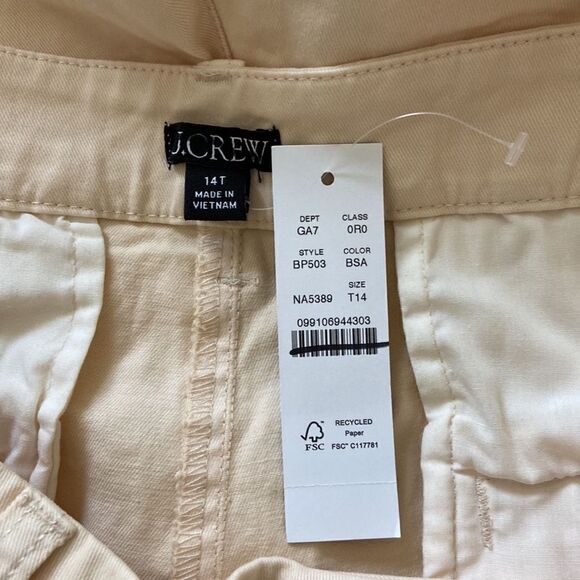 J.CREW
14T
MADE IN
VIETNAM
DEPT CLASS
GA7 0R0
STYLE COLOR
BP503 BSA
SIZE
NA5389 T14
099106944303
RECYCLED
Paper
FSC FSC™ C117781